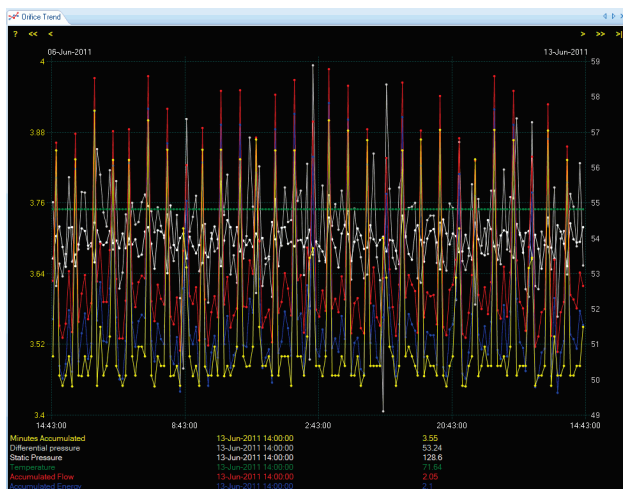 Orifice Trend
? << < > >> >|
06-Jun-2011 13-Jun-2011
4 59
58
3.88 57
56
3.76 55
54
3.64 53
52
3.52 51
50
3.4 49
14:43:00 8:43:00 2:43:00 20:43:00 14:43:00
Minutes Accumulated 13-Jun-2011 14:00:00 3.55
Differential pressure 13-Jun-2011 14:00:00 53.24
Static Pressure 13-Jun-2011 14:00:00 128.6
Temperature 13-Jun-2011 14:00:00 71.64
Accumulated Flow 13-Jun-2011 14:00:00 2.05
Accumulated Energy 13-Jun-2011 14:00:00 2.1